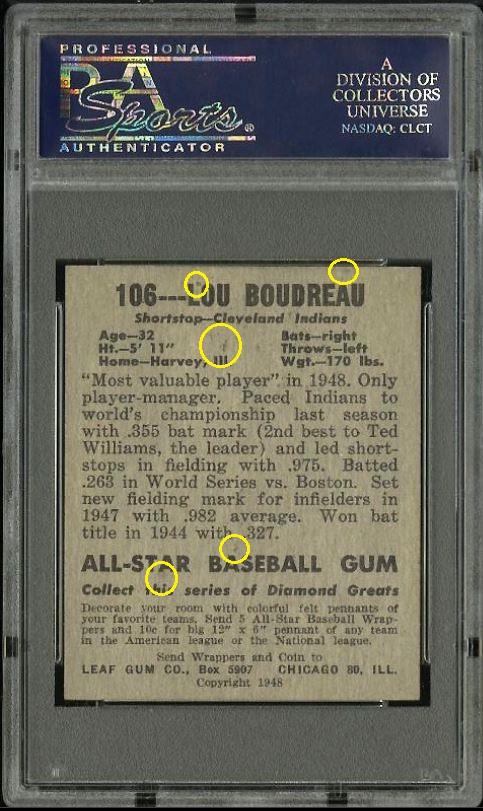 PROFESSIONAL
PSA
Sports®
AUTHENTICATOR
A
DIVISION OF
COLLECTORS
UNIVERSE
NASDAQ: CLCT
106---LOU BOUDREAU
Shortstop—Cleveland Indians
Age—32 Bats—right
Ht.—5' 11" Throws—left
Home—Harvey, Ill Wgt.—170 lbs.
"Most valuable player" in 1948. Only
player-manager. Paced Indians to
world's championship last season
with .355 bat mark (2nd best to Ted
Williams, the leader) and led short-
stops in fielding with .975. Batted
.263 in World Series vs. Boston. Set
new fielding mark for infielders in
1947 with .982 average. Won bat
title in 1944 with .327.
ALL-STAR BASEBALL GUM
Collect this series of Diamond Greats
Decorate your room with colorful felt pennants of
your favorite teams. Send 5 All-Star Baseball Wrap-
pers and 10c for big 12" x 6" pennant of any team
in the American league or the National league.
Send Wrappers and Coin to
LEAF GUM CO., Box 5907 CHICAGO 80, ILL.
Copyright 1948